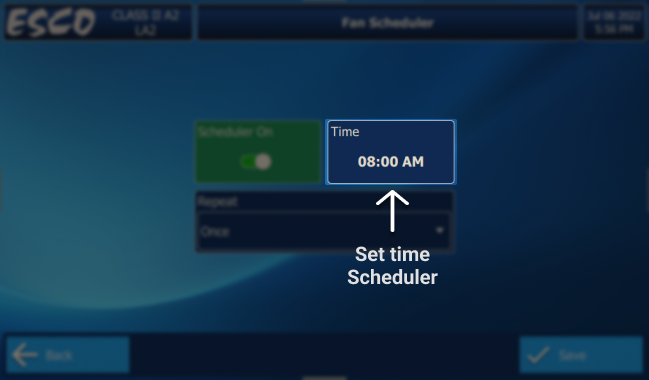 ESCO
CLASS II A2
LA2
Fan Scheduler
Jul 06 2022
5:56 PM
Scheduler On
Time
08:00 AM
Repeat
Once
Set time
Scheduler
Back
Save